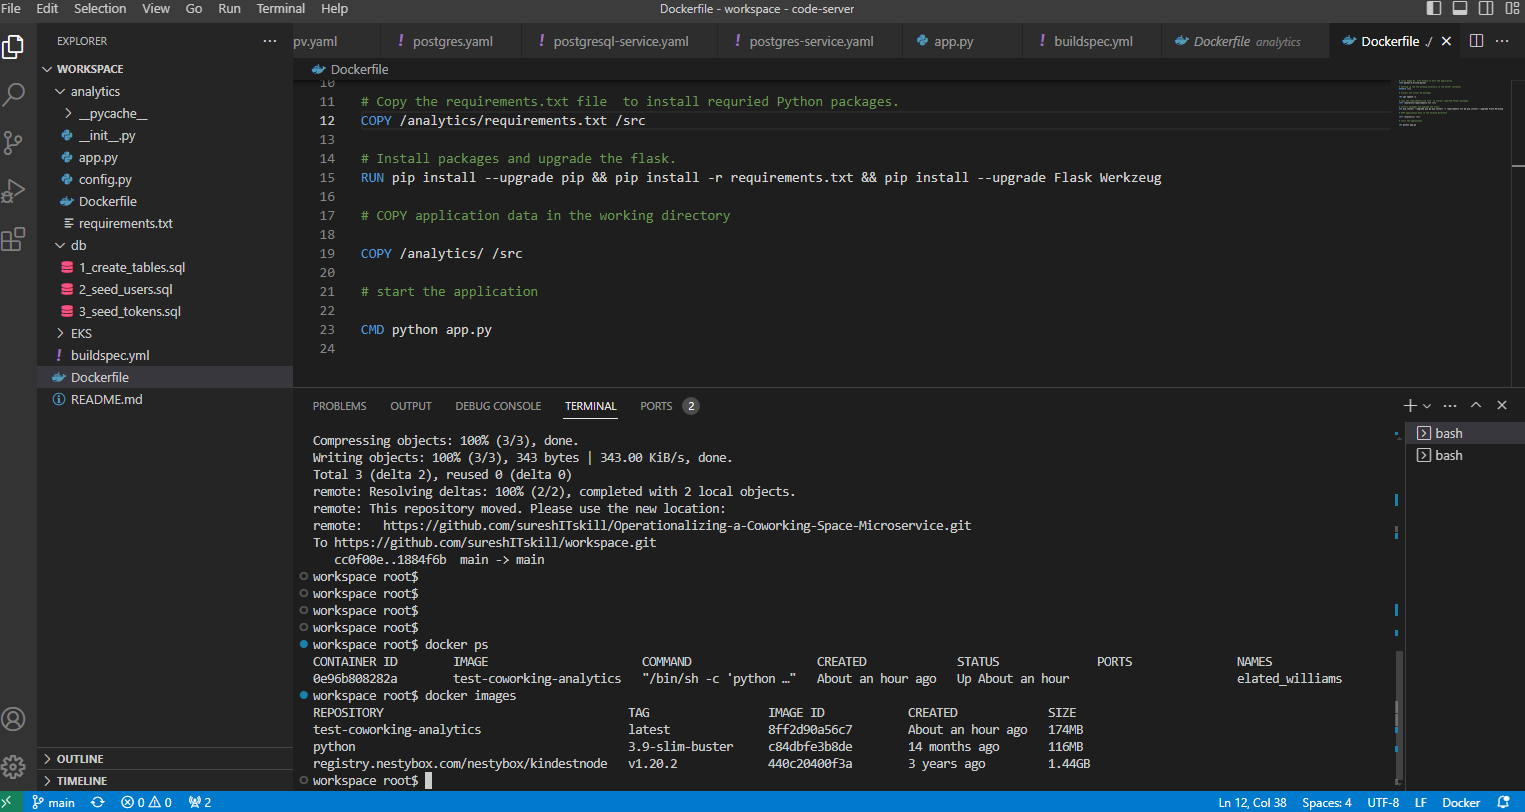 File Edit Selection View Go Run Terminal Help
Dockerfile - workspace - code-server
EXPLORER
pv.yaml
! postgres.yaml
! postgresql-service.yaml
! postgres-service.yaml
app.py
! buildspec.yml
Dockerfile analytics
Dockerfile ./
WORKSPACE
analytics
__pycache__
__init__.py
app.py
config.py
Dockerfile
requirements.txt
db
1_create_tables.sql
2_seed_users.sql
3_seed_tokens.sql
EKS
! buildspec.yml
Dockerfile
README.md
OUTLINE
TIMELINE
Dockerfile
10
11 # Copy the requirements.txt file  to install requried Python packages.
12 COPY /analytics/requirements.txt /src
13
14 # Install packages and upgrade the flask.
15 RUN pip install --upgrade pip && pip install -r requirements.txt && pip install --upgrade Flask Werkzeug
16
17 # COPY application data in the working directory
18
19 COPY /analytics/ /src
20
21 # start the application
22
23 CMD python app.py
24
PROBLEMS OUTPUT DEBUG CONSOLE TERMINAL PORTS 2
Compressing objects: 100% (3/3), done.
Writing objects: 100% (3/3), 343 bytes | 343.00 KiB/s, done.
Total 3 (delta 2), reused 0 (delta 0)
remote: Resolving deltas: 100% (2/2), completed with 2 local objects.
remote: This repository moved. Please use the new location:
remote:   https://github.com/sureshITskill/Operationalizing-a-Coworking-Space-Microservice.git
To https://github.com/sureshITskill/workspace.git
   cc0f00e..1884f6b  main -> main
workspace root$
workspace root$
workspace root$
workspace root$
workspace root$ docker ps
CONTAINER ID IMAGE COMMAND CREATED STATUS PORTS NAMES
0e96b808282a test-coworking-analytics "/bin/sh -c 'python …" About an hour ago Up About an hour elated_williams
workspace root$ docker images
REPOSITORY TAG IMAGE ID CREATED SIZE
test-coworking-analytics latest 8ff2d90a56c7 About an hour ago 174MB
python 3.9-slim-buster c84dbfe3b8de 14 months ago 116MB
registry.nestybox.com/nestybox/kindestnode v1.20.2 440c20400f3a 3 years ago 1.44GB
workspace root$
bash
bash
main 0 0 2
Ln 12, Col 38 Spaces: 4 UTF-8 LF Docker